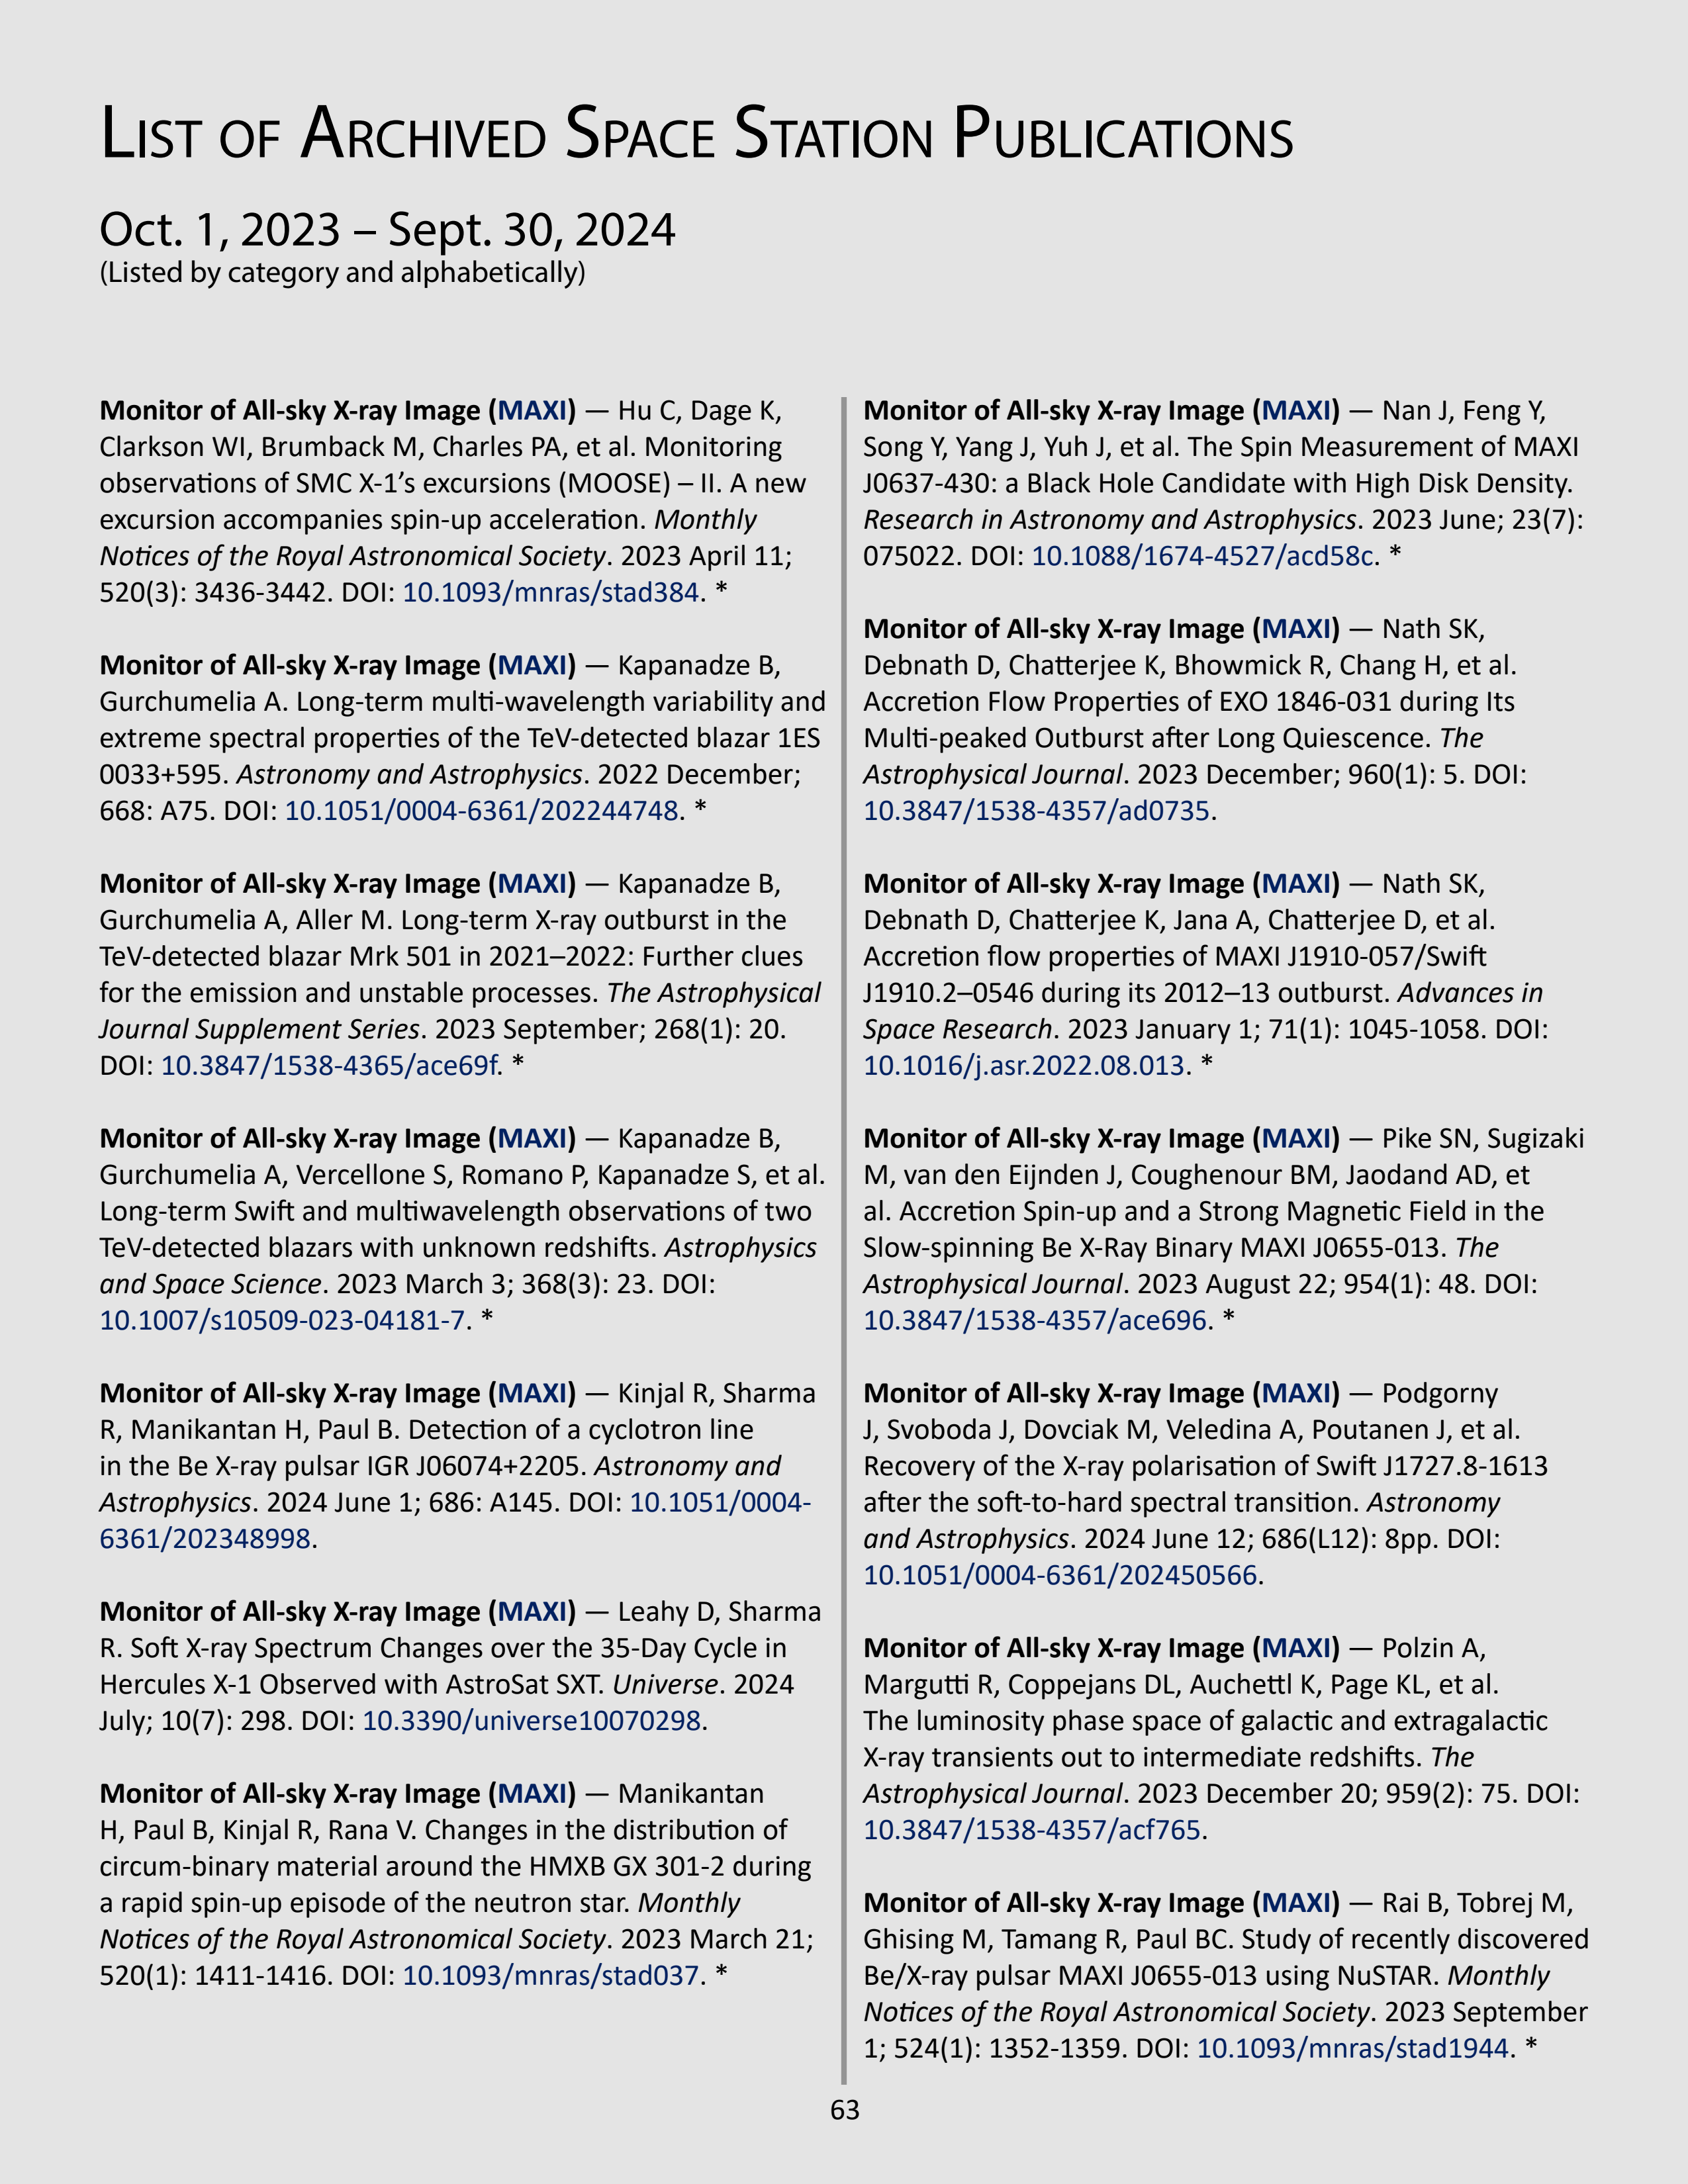 List of Archived Space Station Publications
Oct. 1, 2023 – Sept. 30, 2024
(Listed by category and alphabetically)
Monitor of All-sky X-ray Image (MAXI) — Hu C, Dage K,
Clarkson WI, Brumback M, Charles PA, et al. Monitoring
observations of SMC X-1’s excursions (MOOSE) – II. A new
excursion accompanies spin-up acceleration. Monthly
Notices of the Royal Astronomical Society. 2023 April 11;
520(3): 3436-3442. DOI: 10.1093/mnras/stad384. *
Monitor of All-sky X-ray Image (MAXI) — Kapanadze B,
Gurchumelia A. Long-term multi-wavelength variability and
extreme spectral properties of the TeV-detected blazar 1ES
0033+595. Astronomy and Astrophysics. 2022 December;
668: A75. DOI: 10.1051/0004-6361/202244748. *
Monitor of All-sky X-ray Image (MAXI) — Kapanadze B,
Gurchumelia A, Aller M. Long-term X-ray outburst in the
TeV-detected blazar Mrk 501 in 2021–2022: Further clues
for the emission and unstable processes. The Astrophysical
Journal Supplement Series. 2023 September; 268(1): 20.
DOI: 10.3847/1538-4365/ace69f. *
Monitor of All-sky X-ray Image (MAXI) — Kapanadze B,
Gurchumelia A, Vercellone S, Romano P, Kapanadze S, et al.
Long-term Swift and multiwavelength observations of two
TeV-detected blazars with unknown redshifts. Astrophysics
and Space Science. 2023 March 3; 368(3): 23. DOI:
10.1007/s10509-023-04181-7. *
Monitor of All-sky X-ray Image (MAXI) — Kinjal R, Sharma
R, Manikantan H, Paul B. Detection of a cyclotron line
in the Be X-ray pulsar IGR J06074+2205. Astronomy and
Astrophysics. 2024 June 1; 686: A145. DOI: 10.1051/0004-
6361/202348998.
Monitor of All-sky X-ray Image (MAXI) — Leahy D, Sharma
R. Soft X-ray Spectrum Changes over the 35-Day Cycle in
Hercules X-1 Observed with AstroSat SXT. Universe. 2024
July; 10(7): 298. DOI: 10.3390/universe10070298.
Monitor of All-sky X-ray Image (MAXI) — Manikantan
H, Paul B, Kinjal R, Rana V. Changes in the distribution of
circum-binary material around the HMXB GX 301-2 during
a rapid spin-up episode of the neutron star. Monthly
Notices of the Royal Astronomical Society. 2023 March 21;
520(1): 1411-1416. DOI: 10.1093/mnras/stad037. *
Monitor of All-sky X-ray Image (MAXI) — Nan J, Feng Y,
Song Y, Yang J, Yuh J, et al. The Spin Measurement of MAXI
J0637-430: a Black Hole Candidate with High Disk Density.
Research in Astronomy and Astrophysics. 2023 June; 23(7):
075022. DOI: 10.1088/1674-4527/acd58c. *
Monitor of All-sky X-ray Image (MAXI) — Nath SK,
Debnath D, Chatterjee K, Bhowmick R, Chang H, et al.
Accretion Flow Properties of EXO 1846-031 during Its
Multi-peaked Outburst after Long Quiescence. The
Astrophysical Journal. 2023 December; 960(1): 5. DOI:
10.3847/1538-4357/ad0735.
Monitor of All-sky X-ray Image (MAXI) — Nath SK,
Debnath D, Chatterjee K, Jana A, Chatterjee D, et al.
Accretion flow properties of MAXI J1910-057/Swift
J1910.2–0546 during its 2012–13 outburst. Advances in
Space Research. 2023 January 1; 71(1): 1045-1058. DOI:
10.1016/j.asr.2022.08.013. *
Monitor of All-sky X-ray Image (MAXI) — Pike SN, Sugizaki
M, van den Eijnden J, Coughenour BM, Jaodand AD, et
al. Accretion Spin-up and a Strong Magnetic Field in the
Slow-spinning Be X-Ray Binary MAXI J0655-013. The
Astrophysical Journal. 2023 August 22; 954(1): 48. DOI:
10.3847/1538-4357/ace696. *
Monitor of All-sky X-ray Image (MAXI) — Podgorny
J, Svoboda J, Dovciak M, Veledina A, Poutanen J, et al.
Recovery of the X-ray polarisation of Swift J1727.8-1613
after the soft-to-hard spectral transition. Astronomy
and Astrophysics. 2024 June 12; 686(L12): 8pp. DOI:
10.1051/0004-6361/202450566.
Monitor of All-sky X-ray Image (MAXI) — Polzin A,
Margutti R, Coppejans DL, Auchettl K, Page KL, et al.
The luminosity phase space of galactic and extragalactic
X-ray transients out to intermediate redshifts. The
Astrophysical Journal. 2023 December 20; 959(2): 75. DOI:
10.3847/1538-4357/acf765.
Monitor of All-sky X-ray Image (MAXI) — Rai B, Tobrej M,
Ghising M, Tamang R, Paul BC. Study of recently discovered
Be/X-ray pulsar MAXI J0655-013 using NuSTAR. Monthly
Notices of the Royal Astronomical Society. 2023 September
1; 524(1): 1352-1359. DOI: 10.1093/mnras/stad1944. *
63